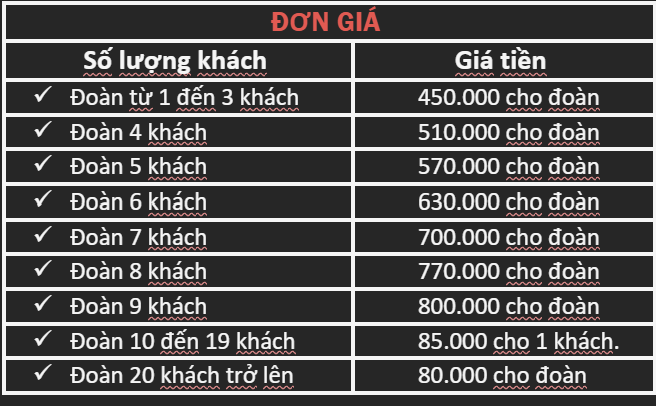 ĐƠN GIÁ
Số lượng khách Giá tiền
✓ Đoàn từ 1 đến 3 khách 450.000 cho đoàn
✓ Đoàn 4 khách 510.000 cho đoàn
✓ Đoàn 5 khách 570.000 cho đoàn
✓ Đoàn 6 khách 630.000 cho đoàn
✓ Đoàn 7 khách 700.000 cho đoàn
✓ Đoàn 8 khách 770.000 cho đoàn
✓ Đoàn 9 khách 800.000 cho đoàn
✓ Đoàn 10 đến 19 khách 85.000 cho 1 khách.
✓ Đoàn 20 khách trở lên 80.000 cho đoàn